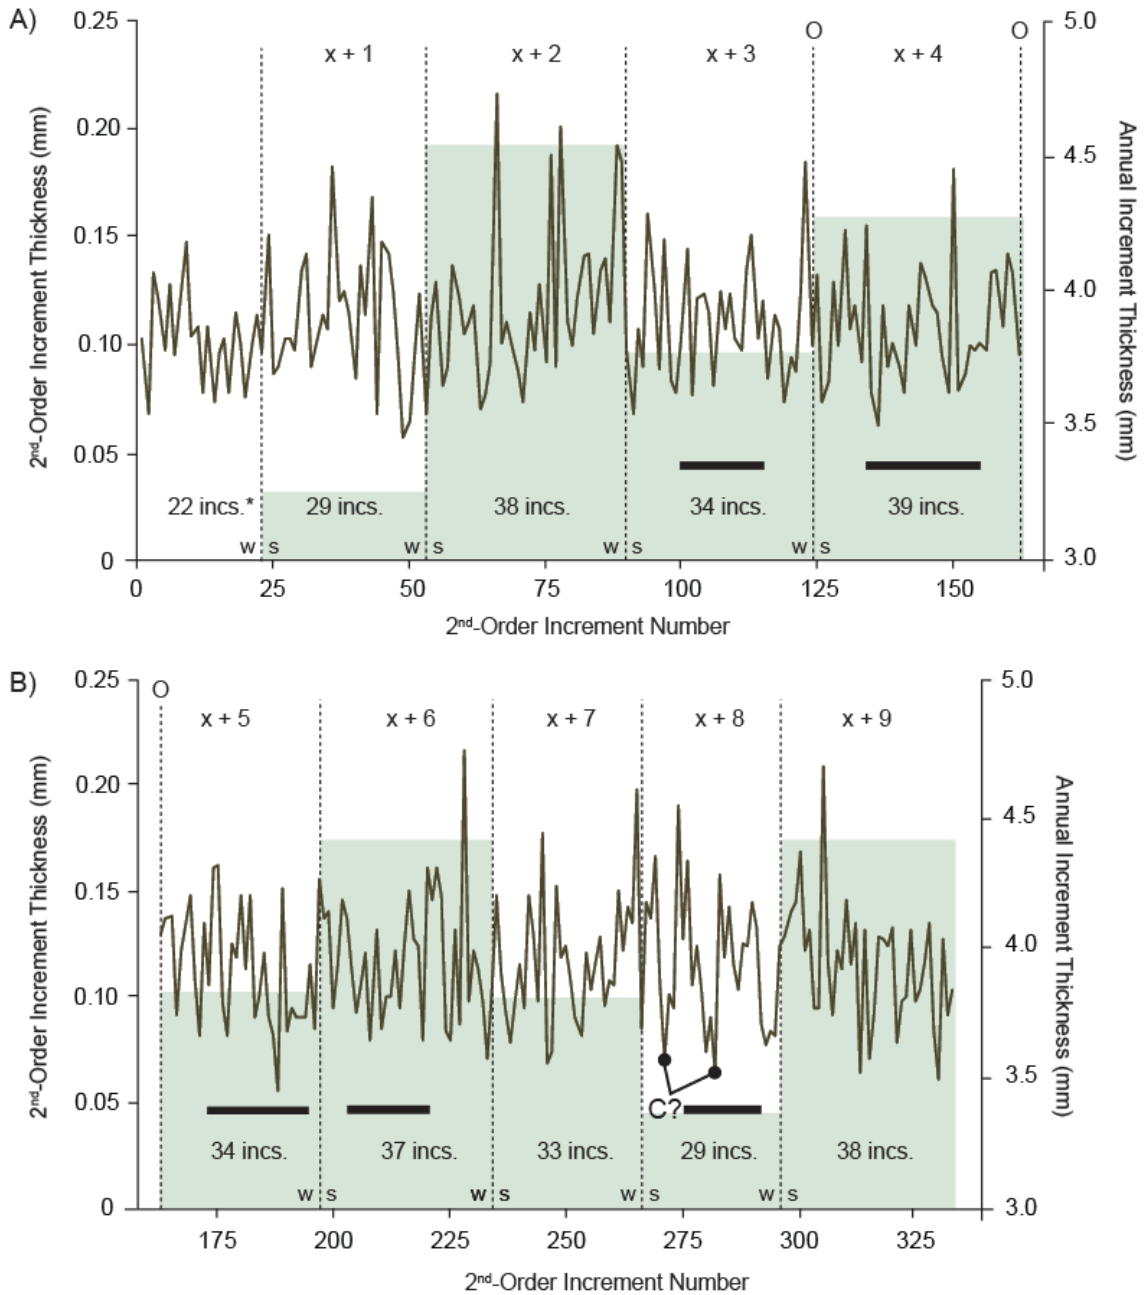 A)
0.25
0.20
0.15
0.10
0.05
0
2nd-Order Increment Thickness (mm)
x + 1
x + 2
x + 3
O
x + 4
O
5.0
4.5
4.0
3.5
3.0
Annual Increment Thickness (mm)
22 incs.*
29 incs.
38 incs.
34 incs.
39 incs.
w s
w s
w s
w s
0
25
50
75
100
125
150
2nd-Order Increment Number
B)
0.25
0.20
0.15
0.10
0.05
0
2nd-Order Increment Thickness (mm)
O
x + 5
x + 6
x + 7
x + 8
x + 9
5.0
4.5
4.0
3.5
3.0
Annual Increment Thickness (mm)
C?
34 incs.
37 incs.
33 incs.
29 incs.
38 incs.
w s
w s
w s
w s
175
200
225
250
275
300
325
2nd-Order Increment Number